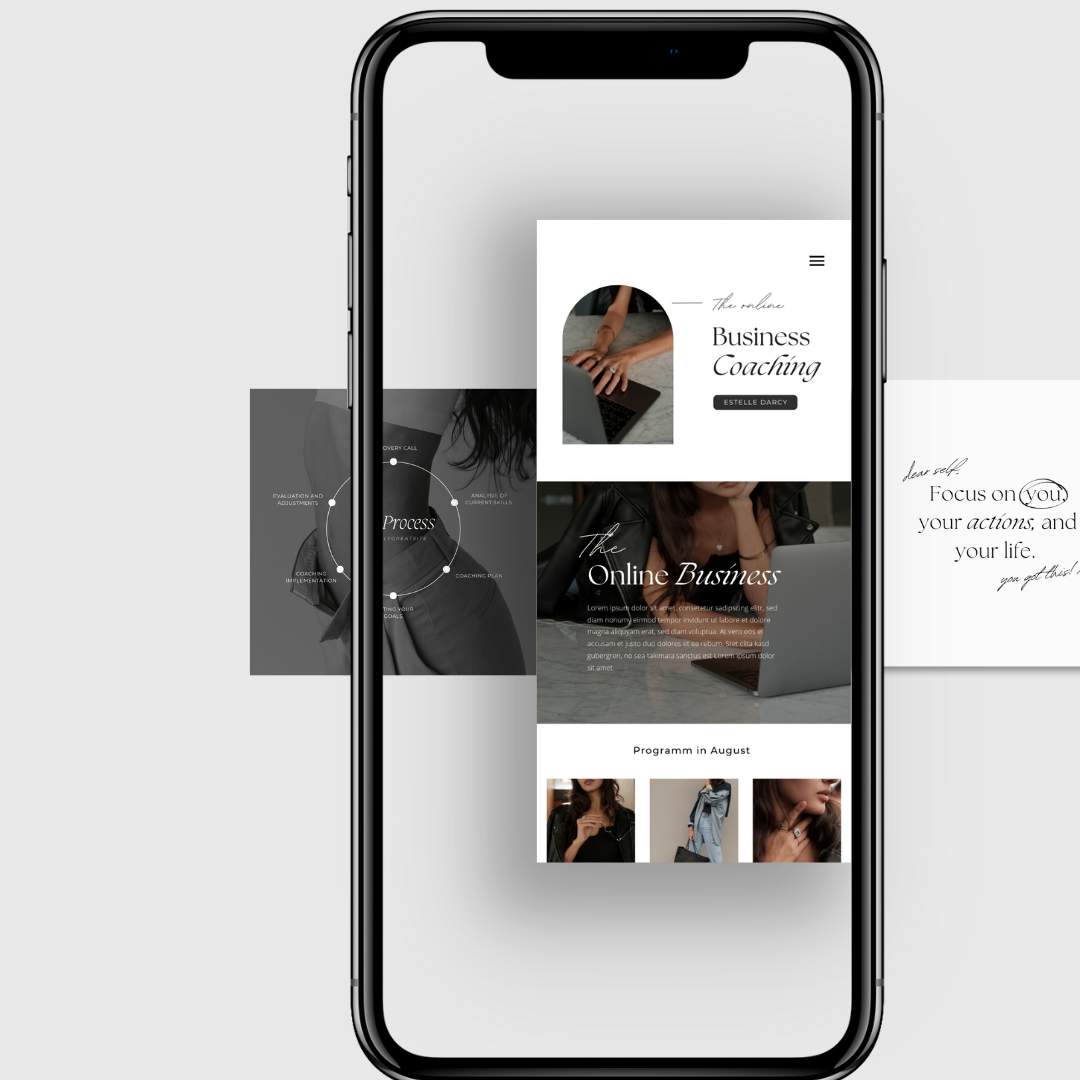 The online
Business
Coaching
ESTELLE DARCY
OVERY CALL
EVALUATION AND
ADJUSTMENTS
ANALYSIS OF
CURRENT SKILLS
Process
LYGREATSITE
COACHING
IMPLEMENTATION
COACHING PLAN
TING YOUR
GOALS
The
Online Business
Lorem ipsum dolor sit amet, consetetur sadipscing elitr, sed
diam nonumy eirmod tempor invidunt ut labore et dolore
magna aliquyam erat, sed diam voluptua. At vero eos et
accusam et justo duo dolores et ea rebum. Stet clita kasd
gubergren, no sea takimata sanctus est Lorem ipsum dolor
sit amet.
Programm in August
dear self.
Focus on you,
your actions, and
your life.
you got this!